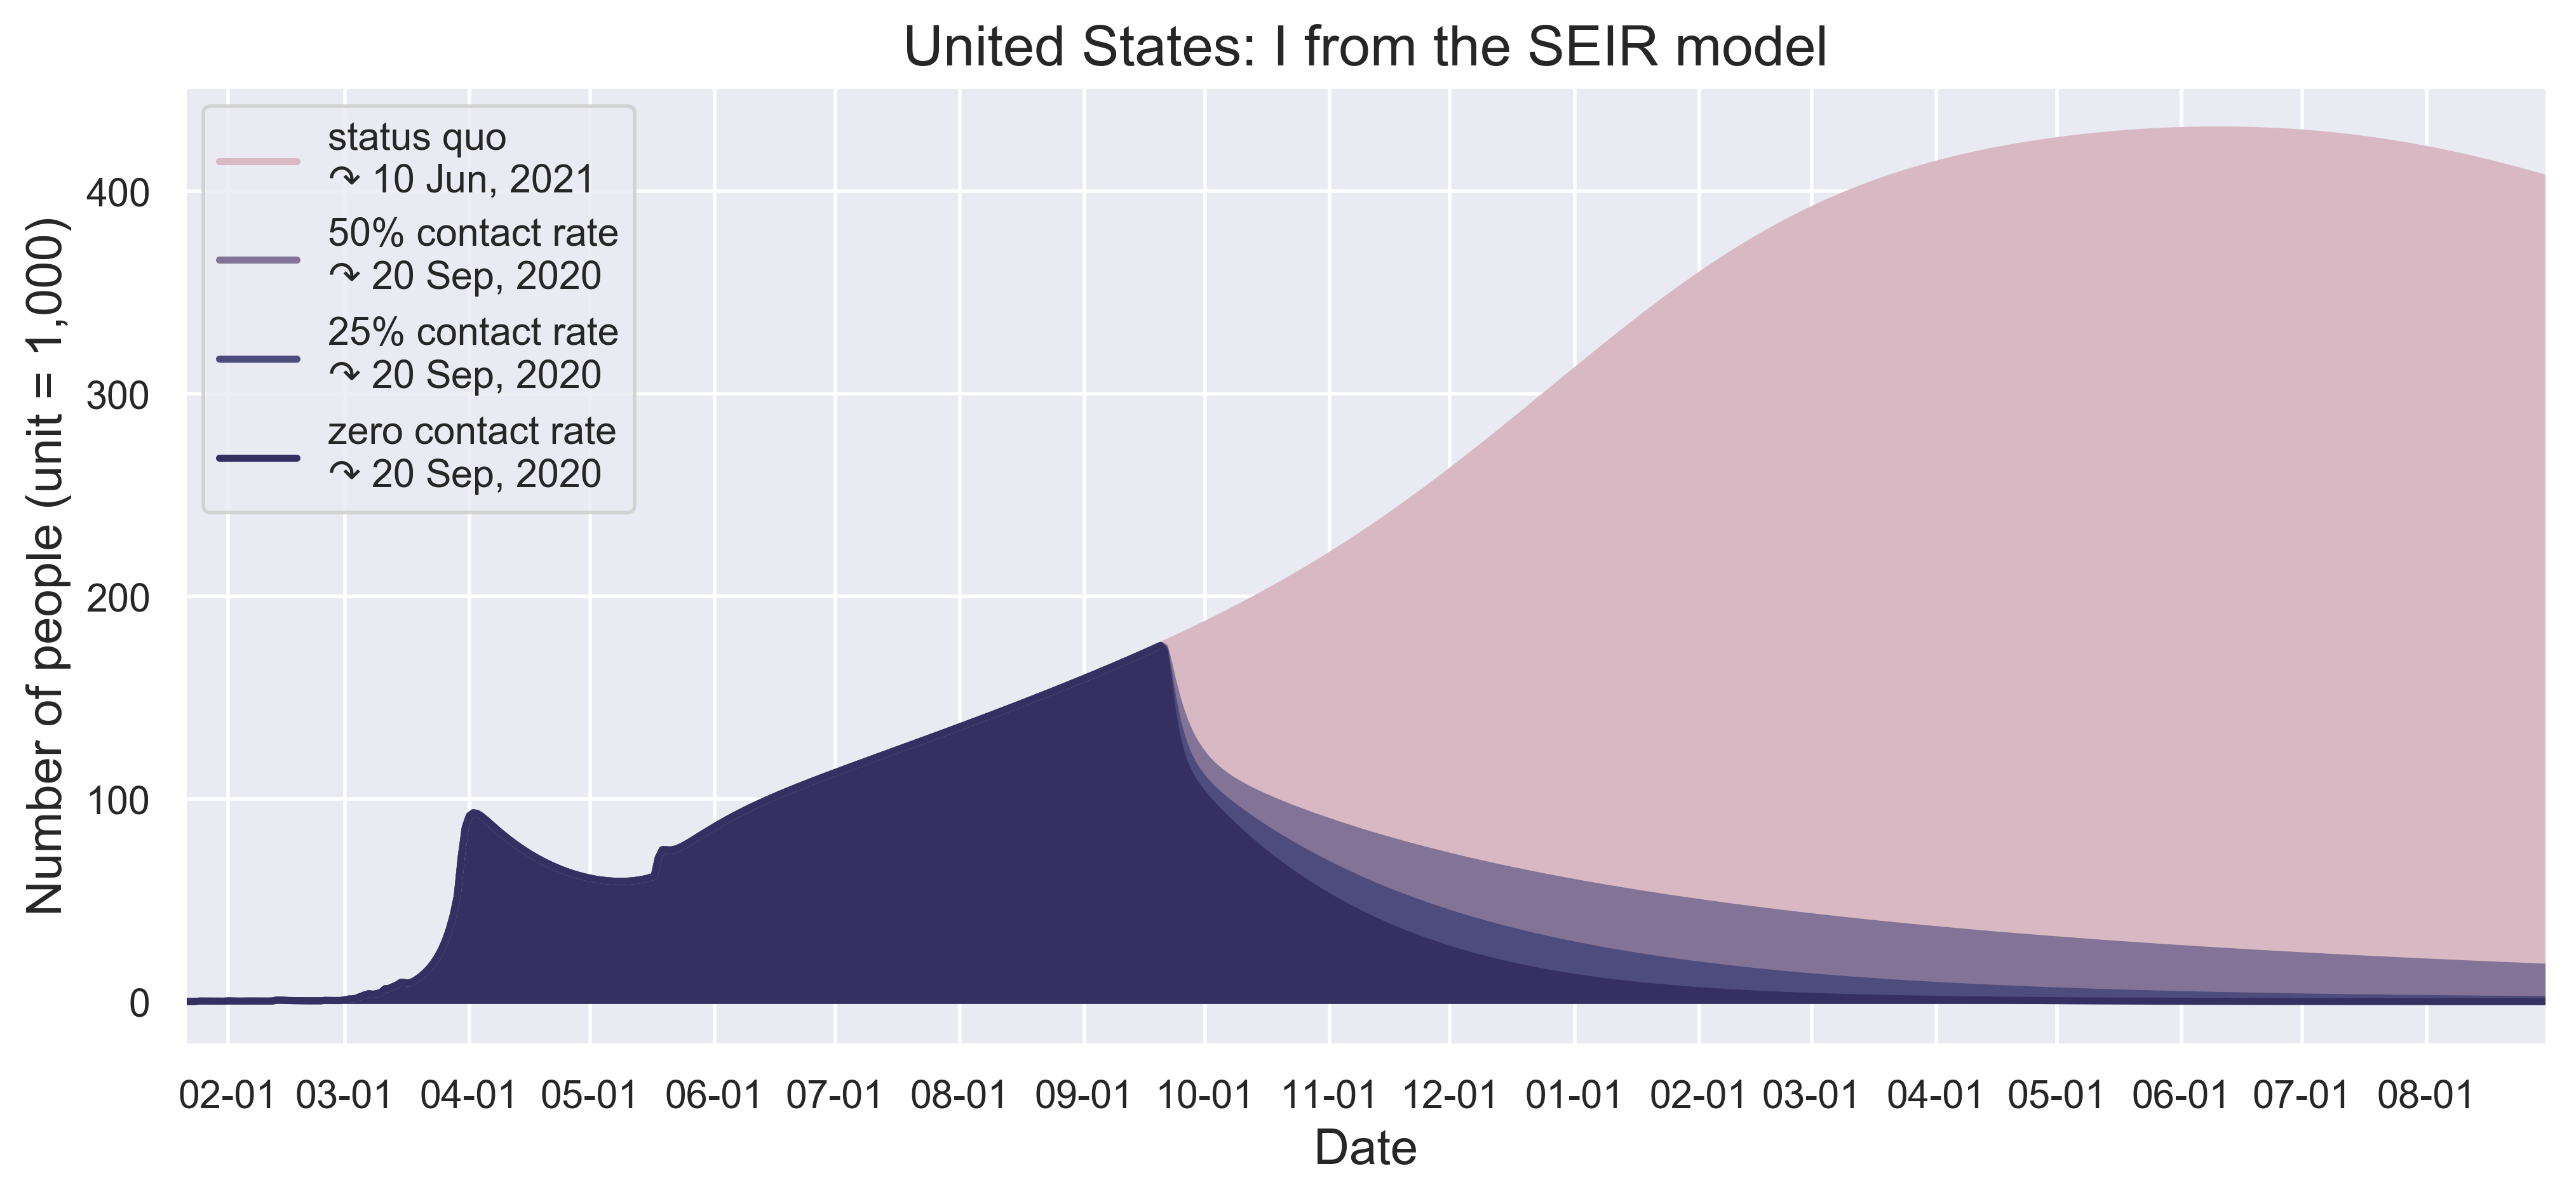 United States: I from the SEIR model
Number of people (unit = 1,000)
400
300
200
100
0
status quo
↷ 10 Jun, 2021
50% contact rate
↷ 20 Sep, 2020
25% contact rate
↷ 20 Sep, 2020
zero contact rate
↷ 20 Sep, 2020
02-01 03-01 04-01 05-01 06-01 07-01 08-01 09-01 10-01 11-01 12-01 01-01 02-01 03-01 04-01 05-01 06-01 07-01 08-01
Date